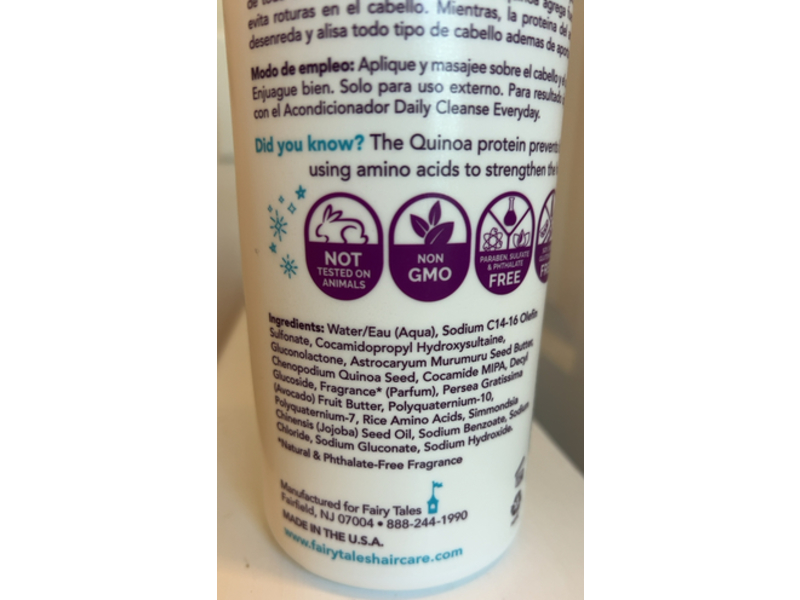 evita roturas en el cabello. Mientras, la proteina del
desenreda y alisa todo tipo de cabello ademas de
Modo de empleo: Aplique y masajee sobre el cabello y
Enjuague bien. Solo para uso externo. Para
con el Acondicionador Daily Cleanse Everyday.
Did you know? The Quinoa protein
using amino acids to strengthen the
NOT
TESTED ON
ANIMALS
NON
GMO
PARABEN, SULFATE
& PHTHALATE
FREE
Ingredients: Water/Eau (Aqua), Sodium C14-16 Olefin
Sulfonate, Cocamidopropyl Hydroxysultaine,
Gluconolactone, Astrocaryum Murumuru Seed Butter,
Chenopodium Quinoa Seed, Cocamide MIPA, Decyl
Glucoside, Fragrance* (Parfum), Persea Gratissima
(Avocado) Fruit Butter, Polyquaternium-10,
Polyquaternium-7, Rice Amino Acids, Simmondsia
Chinensis (Jojoba) Seed Oil, Sodium Benzoate, Sodium
Chloride, Sodium Gluconate, Sodium Hydroxide.
*Natural & Phthalate-Free Fragrance
Manufactured for Fairy Tales
Fairfield, NJ 07004 • 888-244-1990
MADE IN THE U.S.A.
www.fairytaleshaircare.com